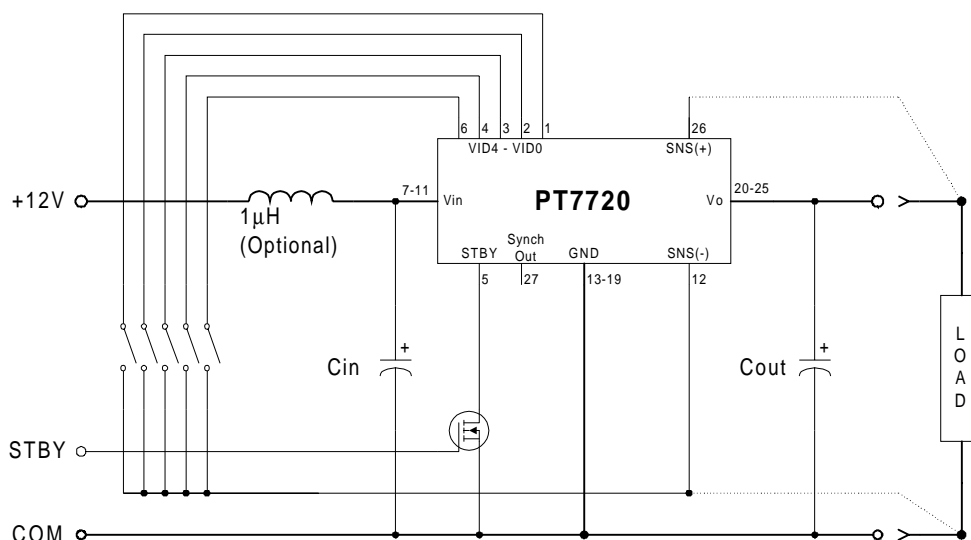 6 4 3 2 1
26
VID4 - VID0
SNS(+)
+12V
7-11
Vin
PT7720
Vo
20-25
1μH
(Optional)
STBY
Synch
Out
GND
SNS(-)
5
27
13-19
12
Cin
+
Cout
+
L
O
A
D
STBY
COM